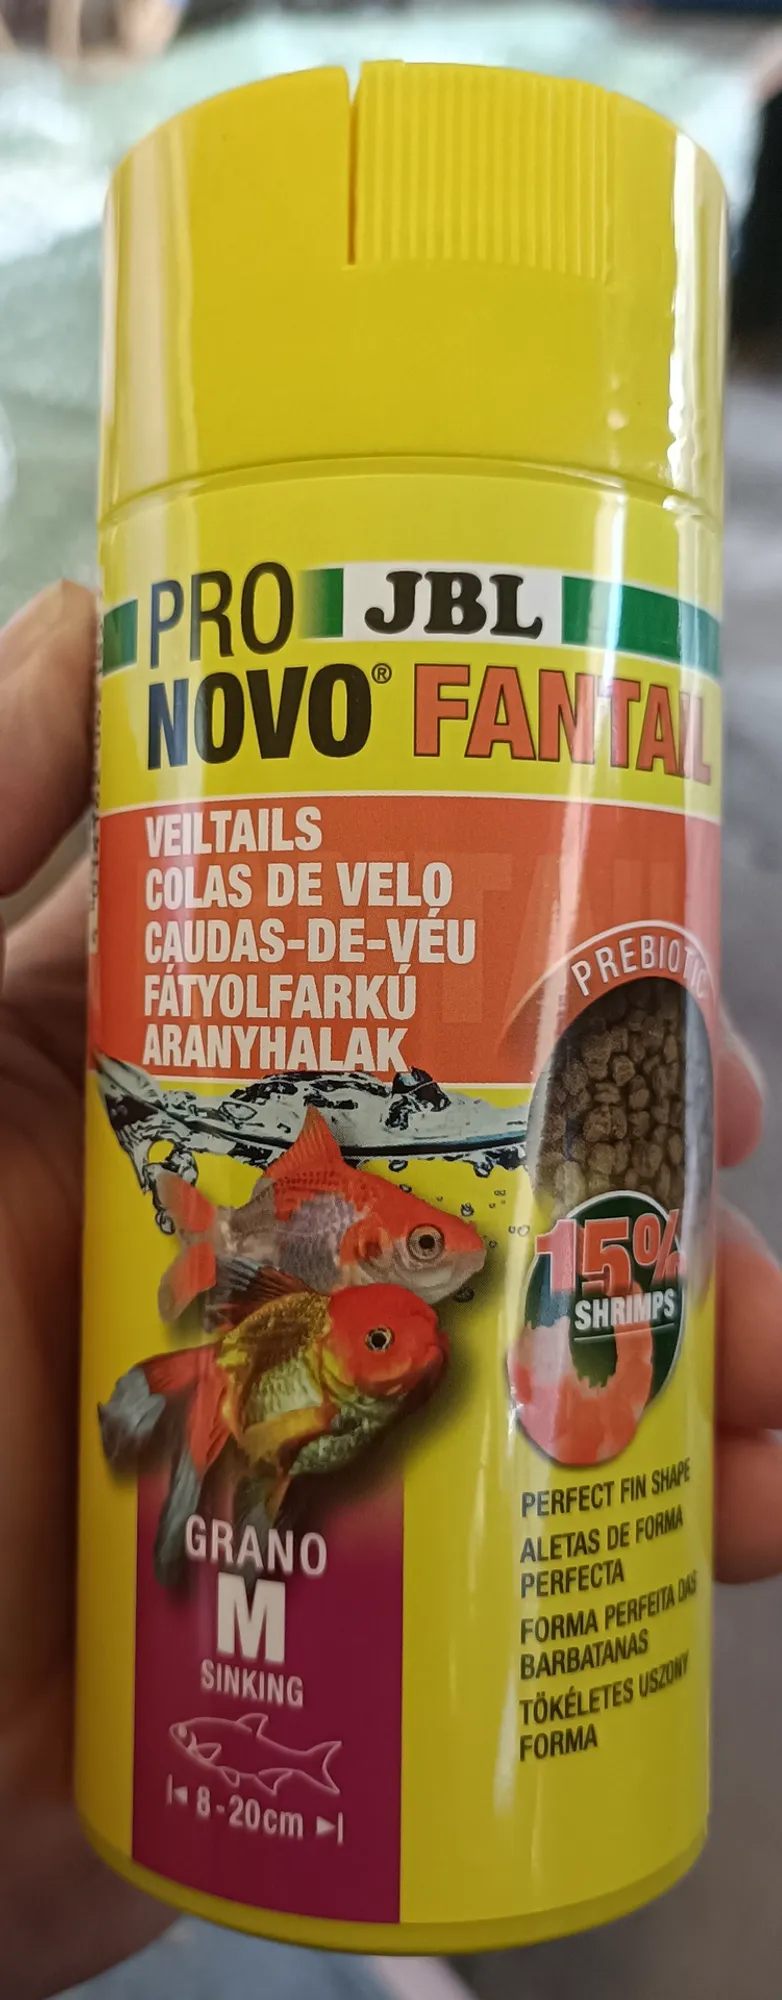 PRO JBL
NOVO® FANTAIL
VEILTAILS
COLAS DE VELO
CAUDAS-DE-VÉU
FÁTYOLFARKÚ
ARANYHALAK
PREBIOTIC
15%
SHRIMPS
PERFECT FIN SHAPE
ALETAS DE FORMA
PERFECTA
FORMA PERFEITA DAS
BARBATANAS
TÖKÉLETES USZONY
FORMA
GRANO
M
SINKING
8-20cm